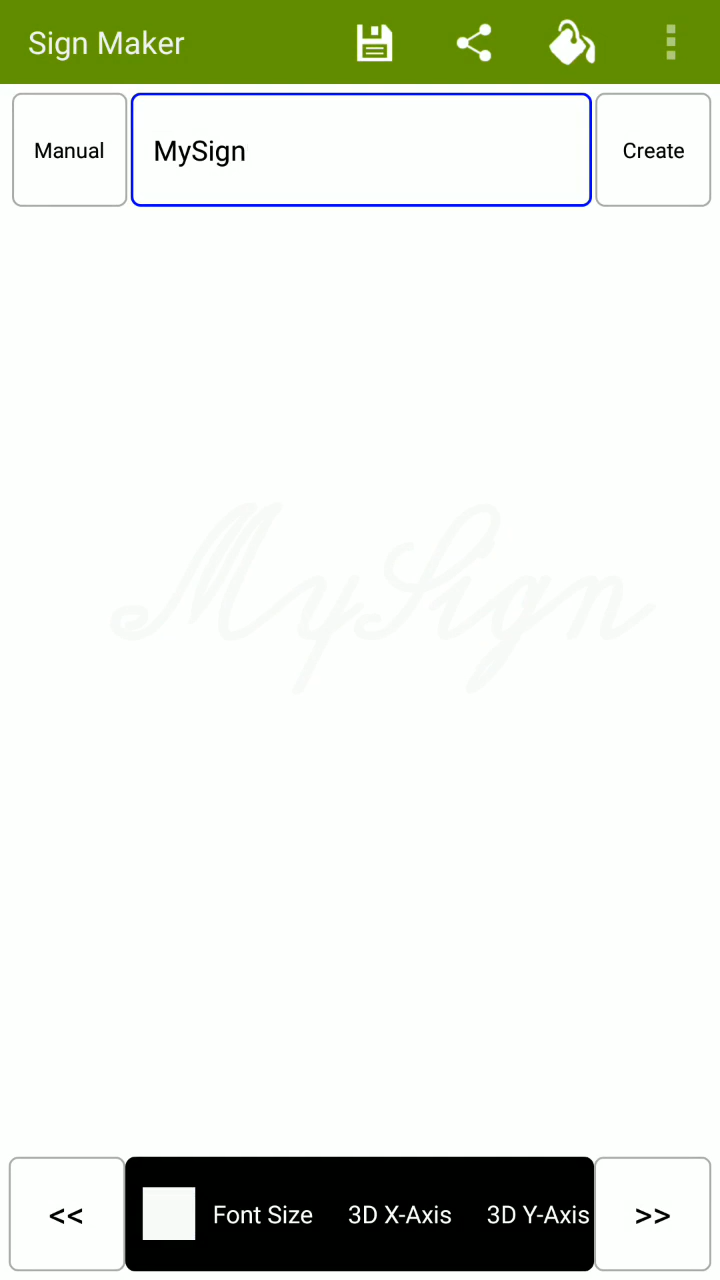 Sign Maker
Manual
MySign
Create
MySign
<<
Font Size
3D X-Axis
3D Y-Axis
>>